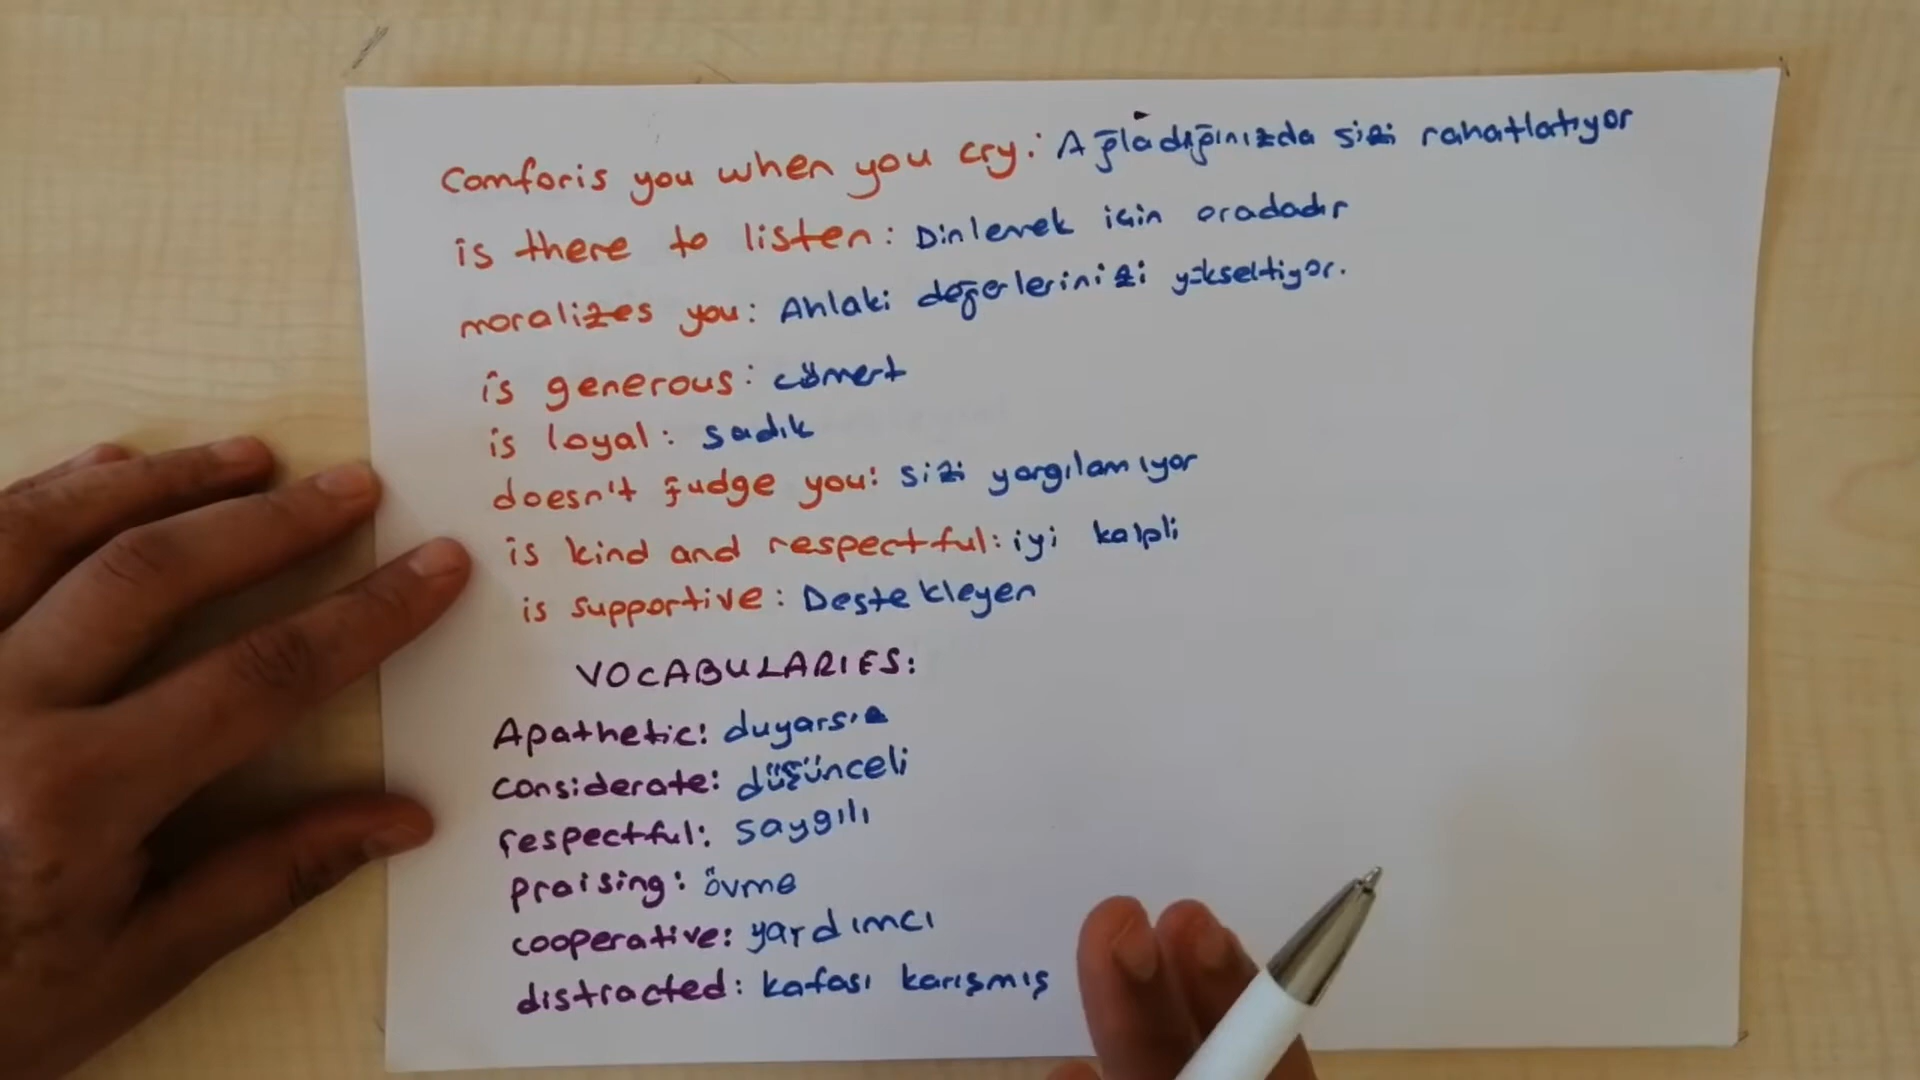 Comforis you when you cry: Ağladığınızda sizi rahatlatıyor
is there to listen: Dinlemek için oradadır
moralizes you: Ahlaki değerlerinizi yükseltiyor.
is generous: cömert
is loyal: sadık
doesn't judge you: sizi yargılamıyor
is kind and respectful: iyi kalpli
is supportive: Destekleyen
VOCABULARIES:
Apathetic: duyarsız
considerate: düşünceli
respectful: saygılı
praising: övme
cooperative: yardımcı
distracted: kafası karışmış